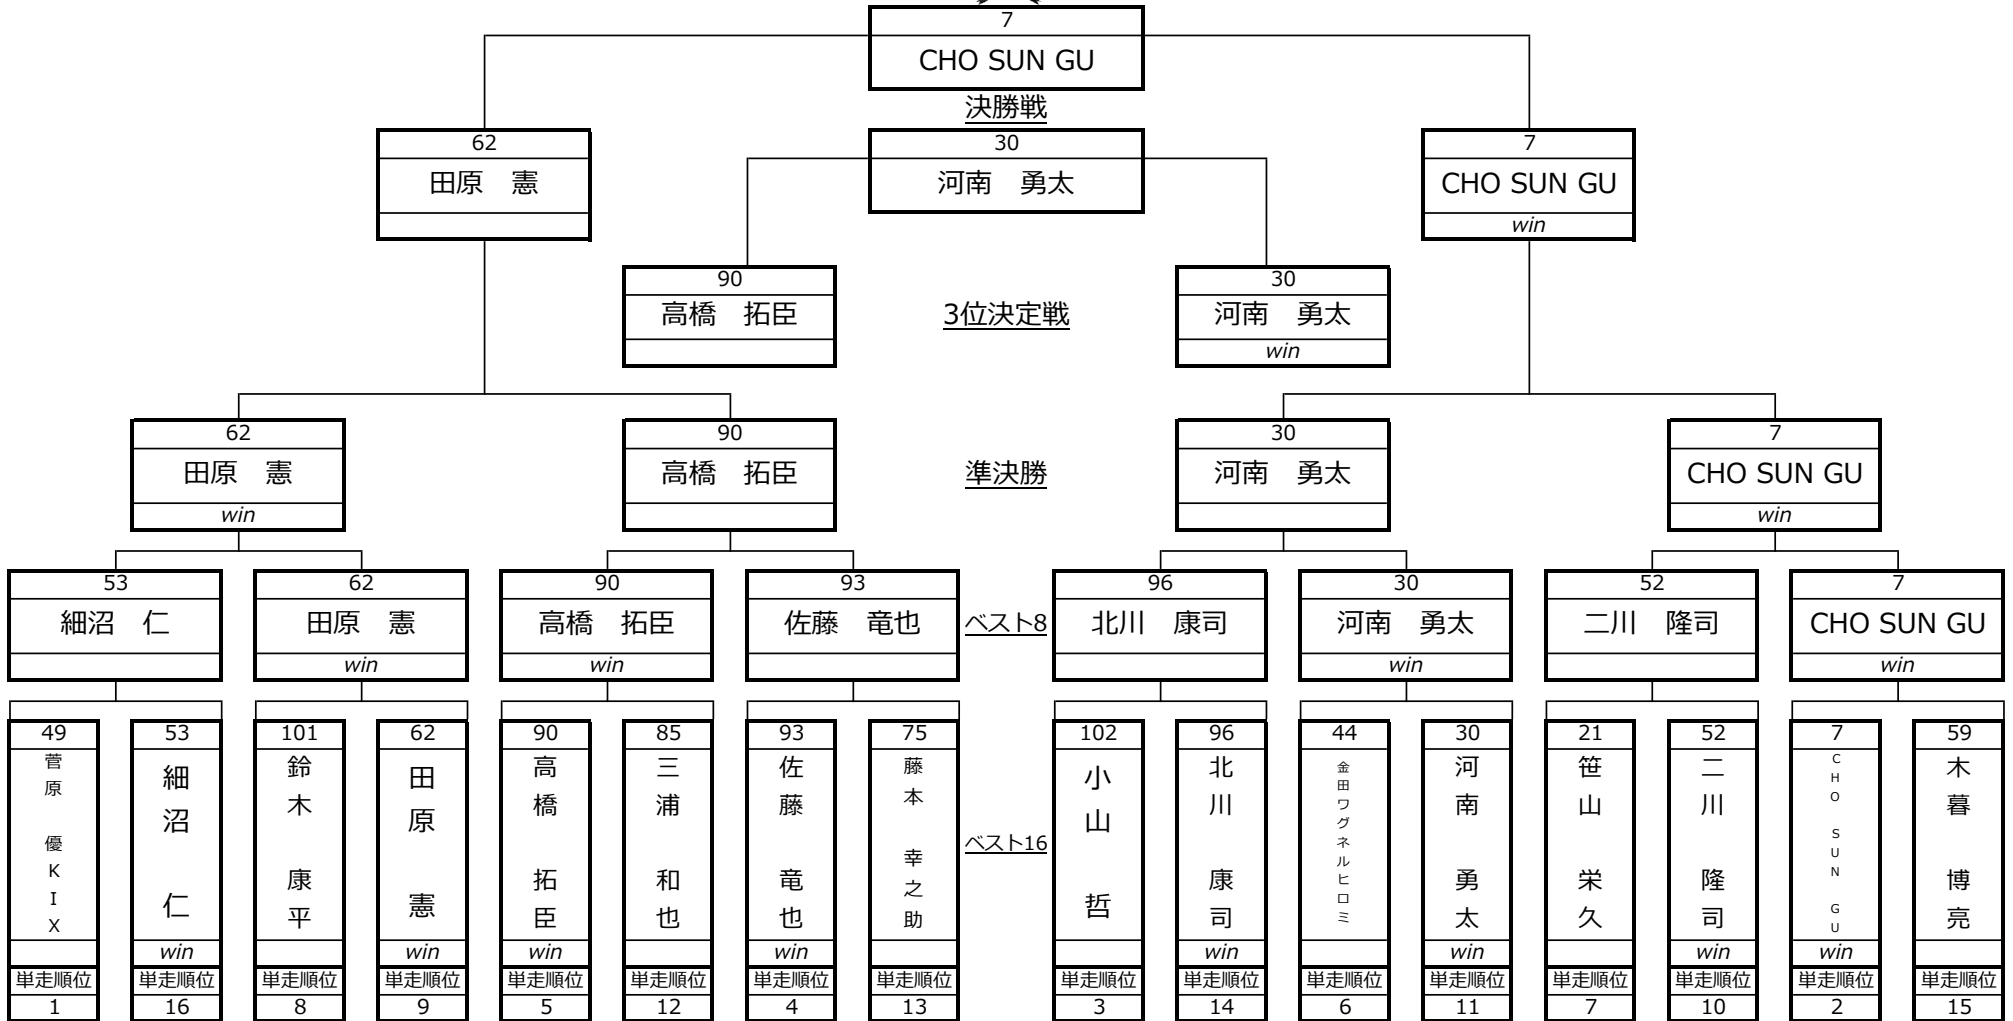 7
CHO SUN GU
決勝戦
62
田原　憲
30
河南　勇太
7
CHO SUN GU
win
90
高橋　拓臣
3位決定戦
30
河南　勇太
win
62
田原　憲
win
90
高橋　拓臣
準決勝
30
河南　勇太
7
CHO SUN GU
win
53
細沼　仁
62
田原　憲
win
90
高橋　拓臣
win
93
佐藤　竜也
ベスト8
96
北川　康司
30
河南　勇太
win
52
二川　隆司
7
CHO SUN GU
win
49
菅原　優KIX
単走順位
1
53
細沼　仁
win
単走順位
16
101
鈴木　康平
単走順位
8
62
田原　憲
win
単走順位
9
90
高橋　拓臣
win
単走順位
5
85
三浦　和也
単走順位
12
93
佐藤　竜也
win
単走順位
4
75
藤本　幸之助
単走順位
13
ベスト16
102
小山　哲
単走順位
3
96
北川　康司
win
単走順位
14
44
金田ワグネルヒロミ
単走順位
6
30
河南　勇太
win
単走順位
11
21
笹山　栄久
単走順位
7
52
二川　隆司
win
単走順位
10
7
CHO SUN GU
win
単走順位
2
59
木暮　博亮
単走順位
15